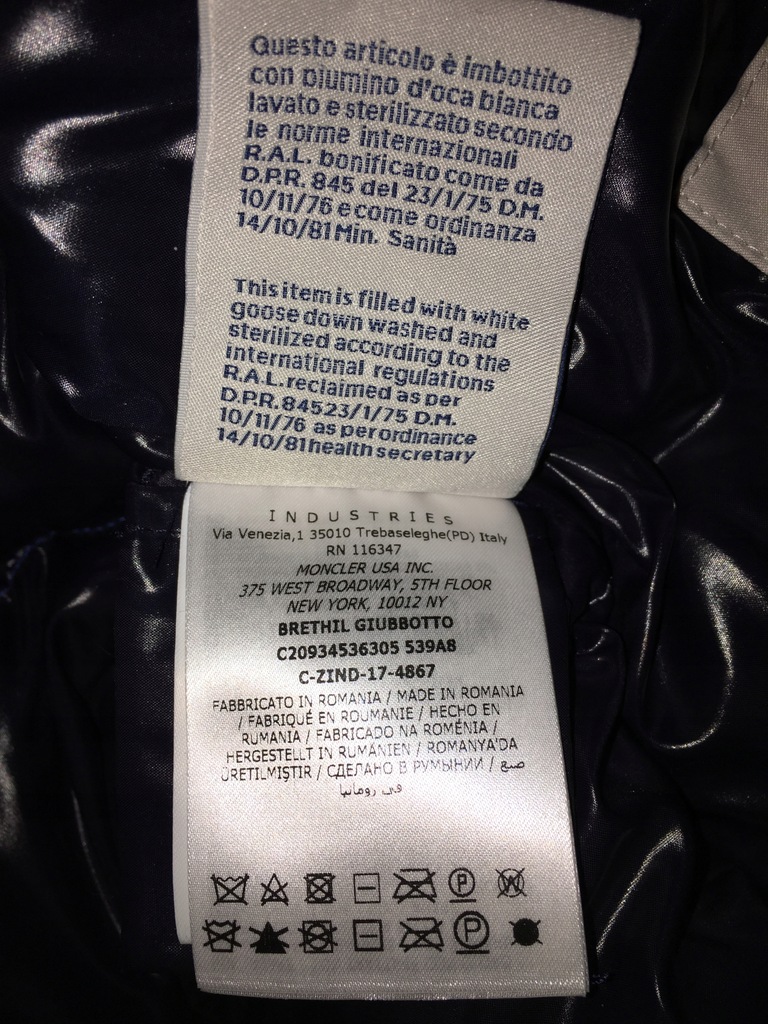 Questo articolo è imbottito
con piumino d'oca bianca
lavato e sterilizzato secondo
le norme internazionali
R.A.L. bonificato come da
D.P.R. 845 del 23/1/75 D.M.
10/11/76 e come ordinanza
14/10/81 Min. Sanità
This item is filled with white
goose down washed and
sterilized according to the
international regulations
R.A.L. reclaimed as per
D.P.R. 84523/1/75 D.M.
10/11/76 as per ordinance
14/10/81 health secretary
INDUSTRIES
Via Venezia,1 35010 Trebaseleghe(PD) Italy
RN 116347
MONCLER USA INC.
375 WEST BROADWAY, 5TH FLOOR
NEW YORK, 10012 NY
BRETHIL GIUBBOTTO
C20934536305 539A8
C-ZIND-17-4867
FABBRICATO IN ROMANIA / MADE IN ROMANIA
/ FABRIQUÉ EN ROUMANIE / HECHO EN
RUMANIA / FABRICADO NA ROMÉNIA /
HERGESTELLT IN RUMÄNIEN / ROMANYA'DA
ÜRETILMIŞTIR / СДЕЛАНО В РУМЫНИИ / صنع
في رومانيا
P W
P